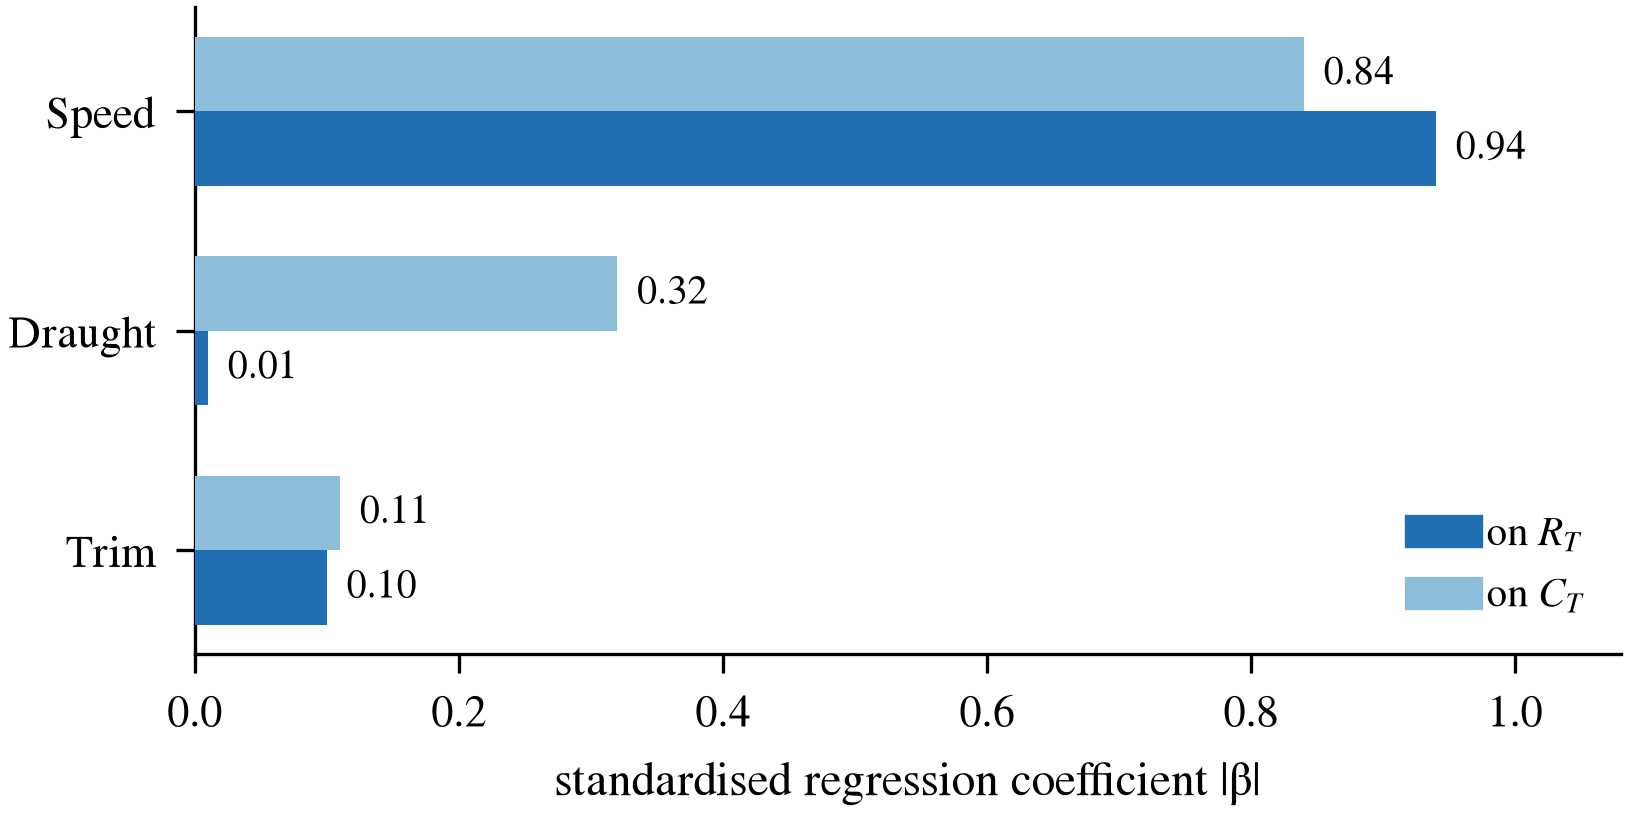 Speed
0.84
0.94
Draught
0.32
0.01
Trim
0.11
0.10
on R_T
on C_T
0.0 0.2 0.4 0.6 0.8 1.0
standardised regression coefficient |β|